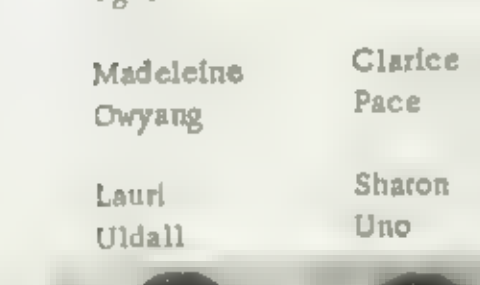 Madeleine
Owyang
Clarice
Pace
Lauri
Uldall
Sharon
Uno